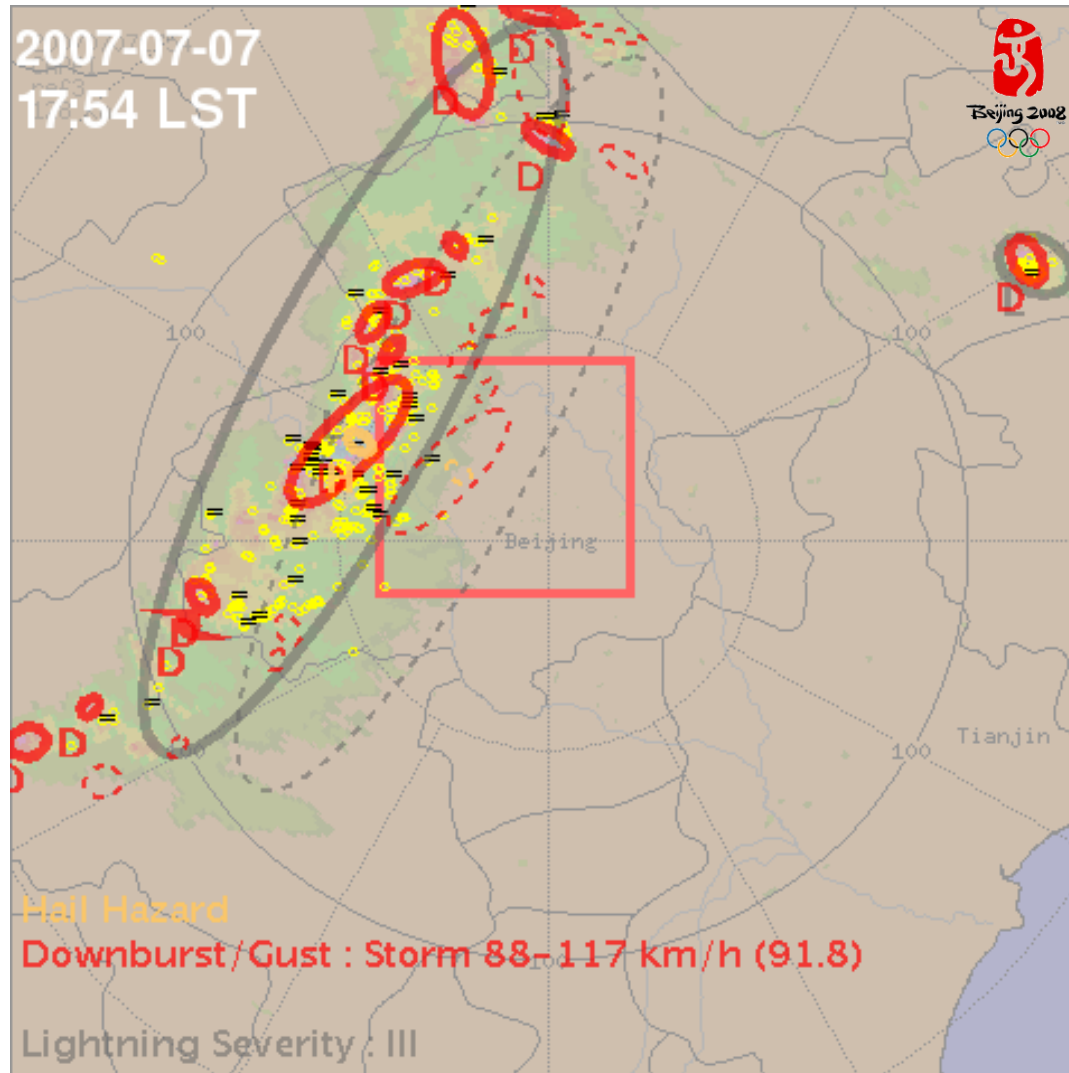 2007-07-07
17:54 LST
Beijing 2008
D
D
D
D
100
100
D
D
D
D
D
Beijing
D
D
D
Tianjin
100
Hail Hazard
Downburst/Gust : Storm 88-117 km/h (91.8)
100
Lightning Severity : III